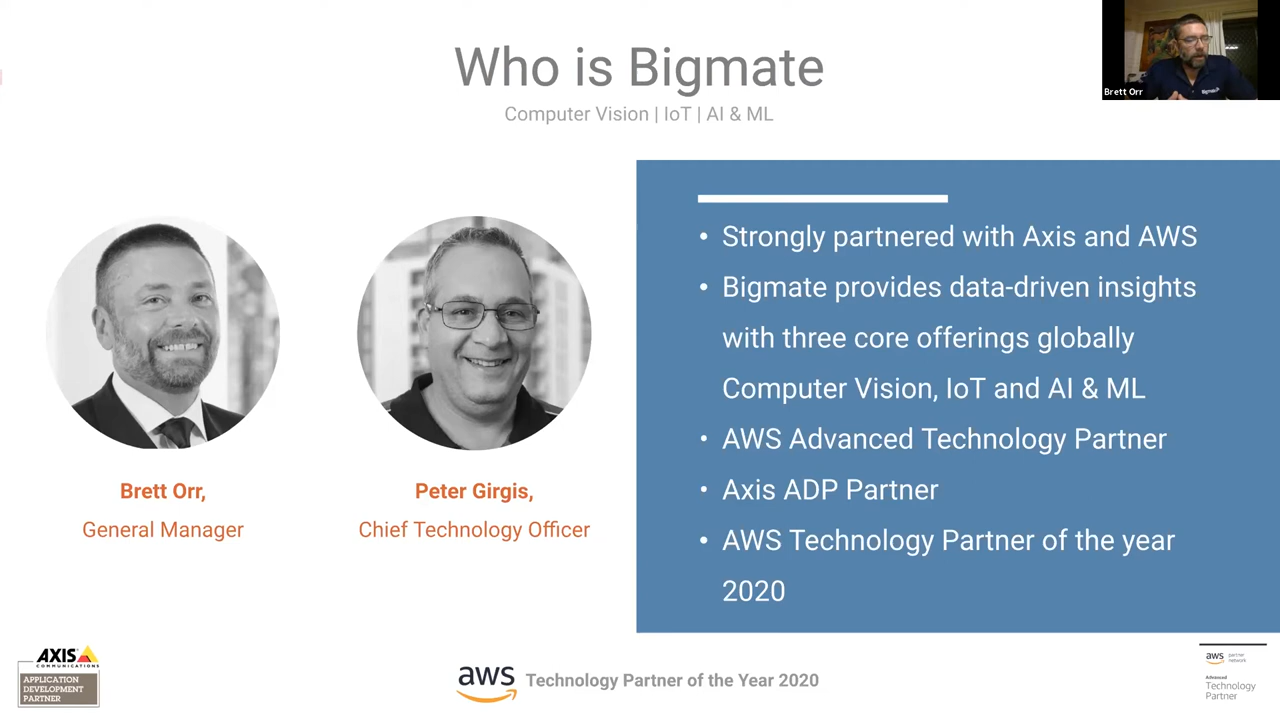 Who is Bigmate
Computer Vision | IoT | AI & ML
Brett Orr
Bigmate
• Strongly partnered with Axis and AWS
• Bigmate provides data-driven insights
with three core offerings globally
Computer Vision, IoT and AI & ML
• AWS Advanced Technology Partner
• Axis ADP Partner
• AWS Technology Partner of the year
2020
Brett Orr,
General Manager
Peter Girgis,
Chief Technology Officer
AXIS
COMMUNICATIONS
APPLICATION
DEVELOPMENT
PARTNER
aws
Technology Partner of the Year 2020
aws partner
network
Advanced
Technology
Partner